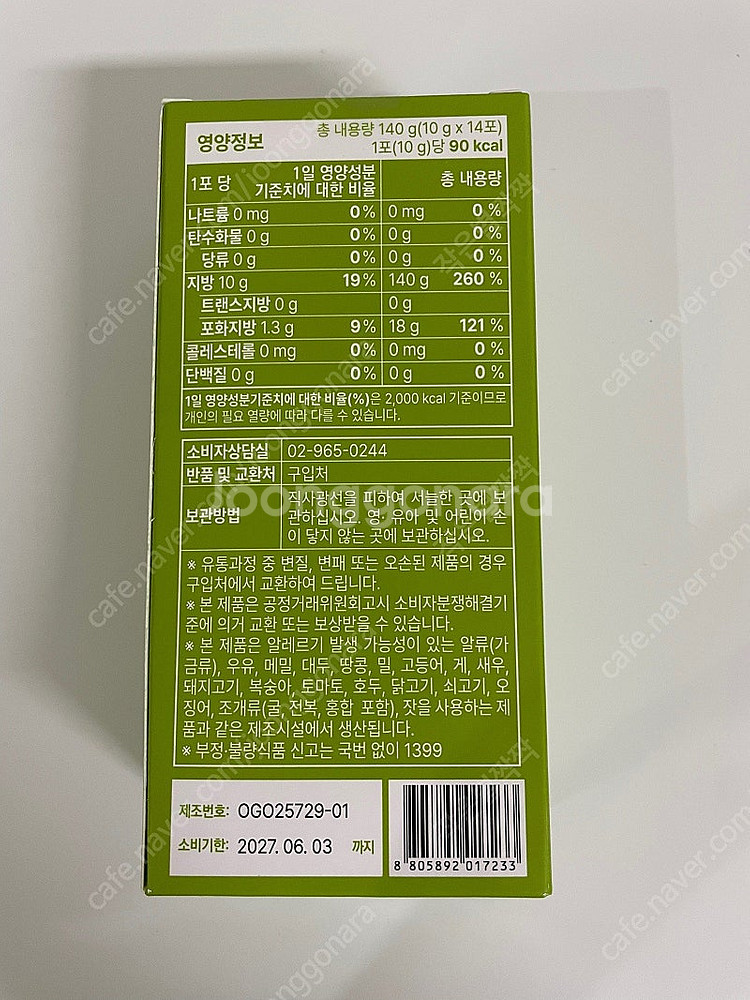 영양정보
총 내용량 140 g(10 g x 14포)
1포(10 g)당 90 kcal
1포 당 1일 영양성분 기준치에 대한 비율 총 내용량
나트륨 0 mg 0% 0 mg 0 %
탄수화물 0 g 0% 0 g 0 %
당류 0 g 0% 0 g 0 %
지방 10 g 19% 140 g 260 %
트랜스지방 0 g 0 g
포화지방 1.3 g 9% 18 g 121 %
콜레스테롤 0 mg 0% 0 mg 0 %
단백질 0 g 0% 0 g 0 %
1일 영양성분기준치에 대한 비율(%)은 2,000 kcal 기준이므로
개인의 필요 열량에 따라 다를 수 있습니다.
소비자상담실 02-965-0244
반품 및 교환처 구입처
보관방법 직사광선을 피하여 서늘한 곳에 보
관하십시오. 영·유아 및 어린이 손
이 닿지 않는 곳에 보관하십시오.
※ 유통과정 중 변질, 변패 또는 오손된 제품의 경우
구입처에서 교환하여 드립니다.
※ 본 제품은 공정거래위원회고시 소비자분쟁해결기
준에 의거 교환 또는 보상받을 수 있습니다.
※ 본 제품은 알레르기 발생 가능성이 있는 알류(가
금류), 우유, 메밀, 대두, 땅콩, 밀, 고등어, 게, 새우,
돼지고기, 복숭아, 토마토, 호두, 닭고기, 쇠고기, 오
징어, 조개류(굴, 전복, 홍합 포함), 잣을 사용하는 제
품과 같은 제조시설에서 생산됩니다.
※ 부정·불량식품 신고는 국번 없이 1399
제조번호: OGO25729-01
소비기한: 2027. 06. 03 까지
8 805892 017233
joonggonara
cafe.naver.com/joonggonara